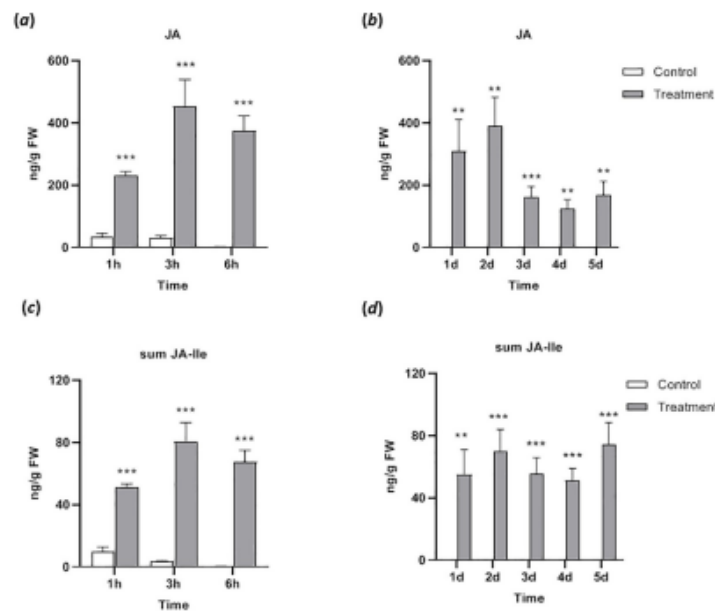 (a)
JA
ng/g FW
600
400
200
0
***
***
***
1h
3h
6h
Time
(b)
JA
ng/g FW
600
400
200
0
**
**
***
**
**
1d
2d
3d
4d
5d
Time
Control
Treatment
(c)
sum JA-Ile
ng/g FW
120
80
40
0
***
***
***
1h
3h
6h
Time
(d)
sum JA-Ile
ng/g FW
120
80
40
0
**
***
***
***
***
1d
2d
3d
4d
5d
Time
Control
Treatment